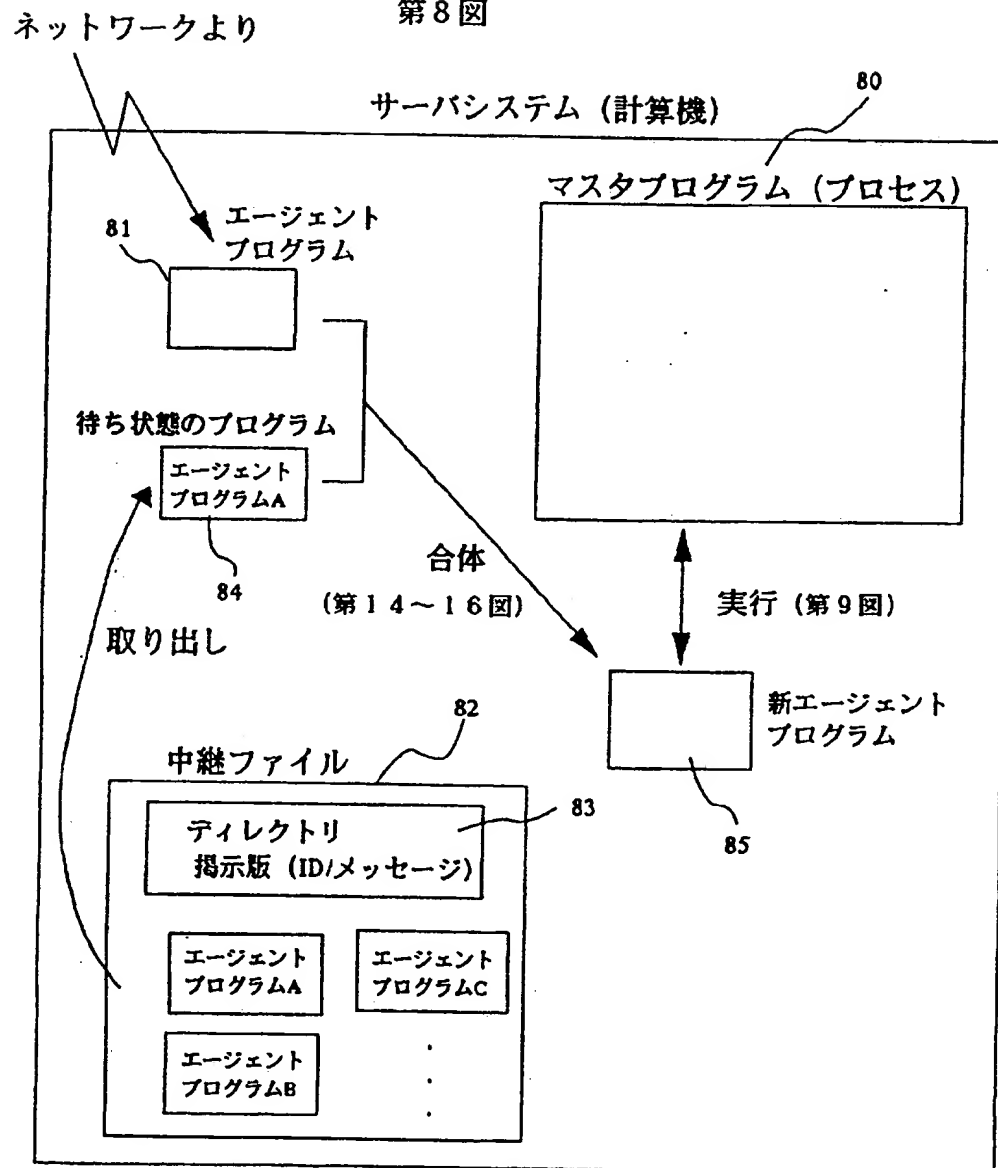 第8図
ネットワークより
サーバシステム (計算機)
80
マスタプログラム (プロセス)
81
エージェント
プログラム
待ち状態のプログラム
エージェント
プログラムA
84
合体
(第14~16図)
実行 (第9図)
取り出し
新エージェント
プログラム
85
82
中継ファイル
83
ディレクトリ
掲示版 (ID/メッセージ)
エージェント
プログラムA
エージェント
プログラムC
エージェント
プログラムB